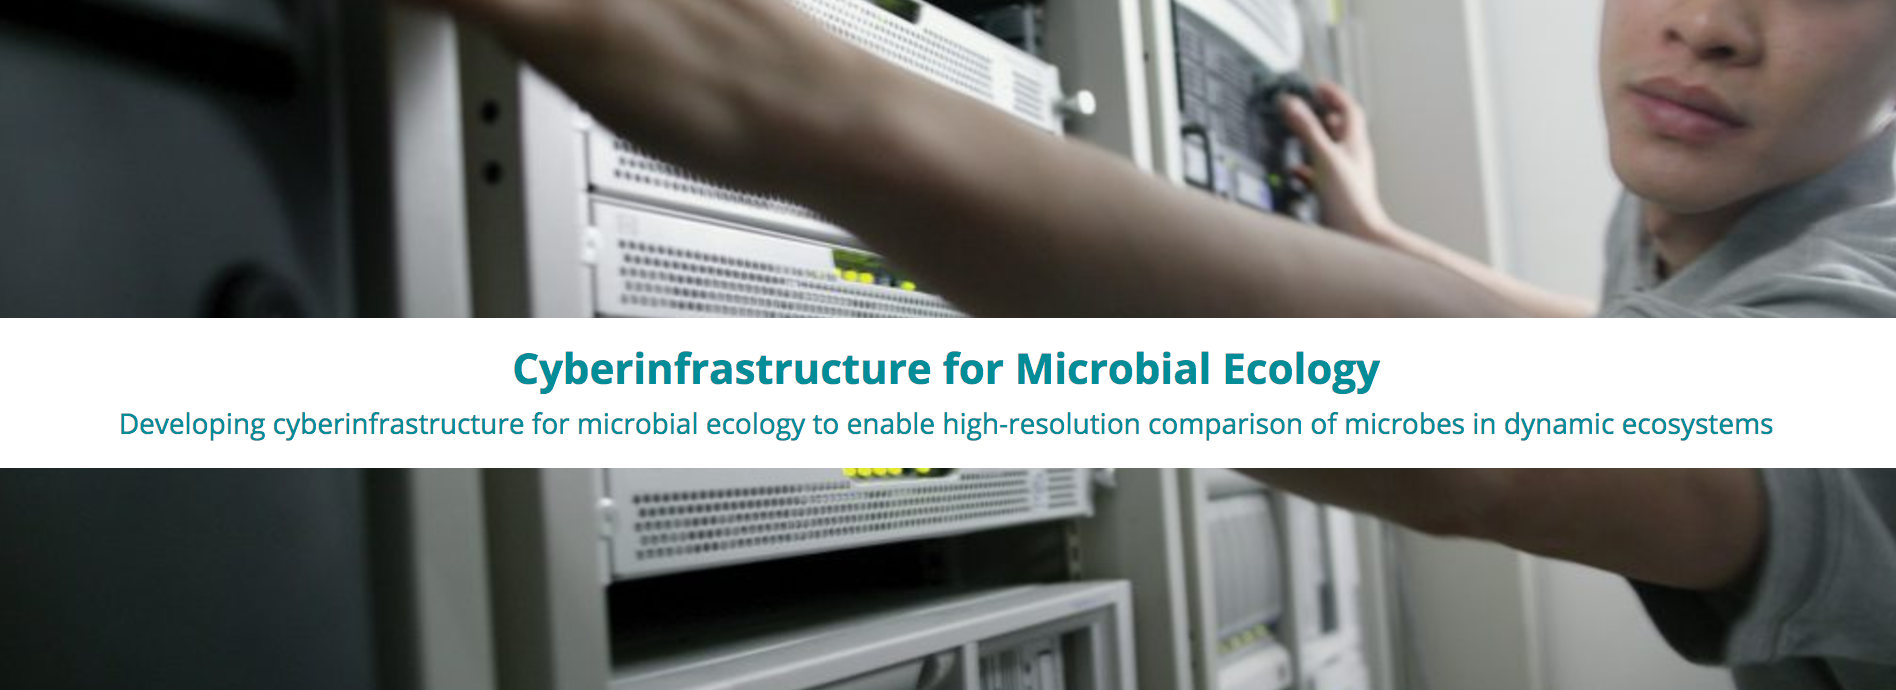 Cyberinfrastructure for Microbial Ecology
Developing cyberinfrastructure for microbial ecology to enable high-resolution comparison of microbes in dynamic ecosystems